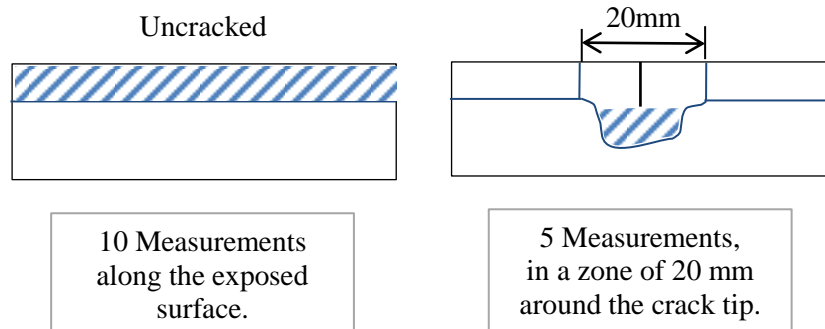 Uncracked
20mm
10 Measurements
along the exposed
surface.
5 Measurements,
in a zone of 20 mm
around the crack tip.